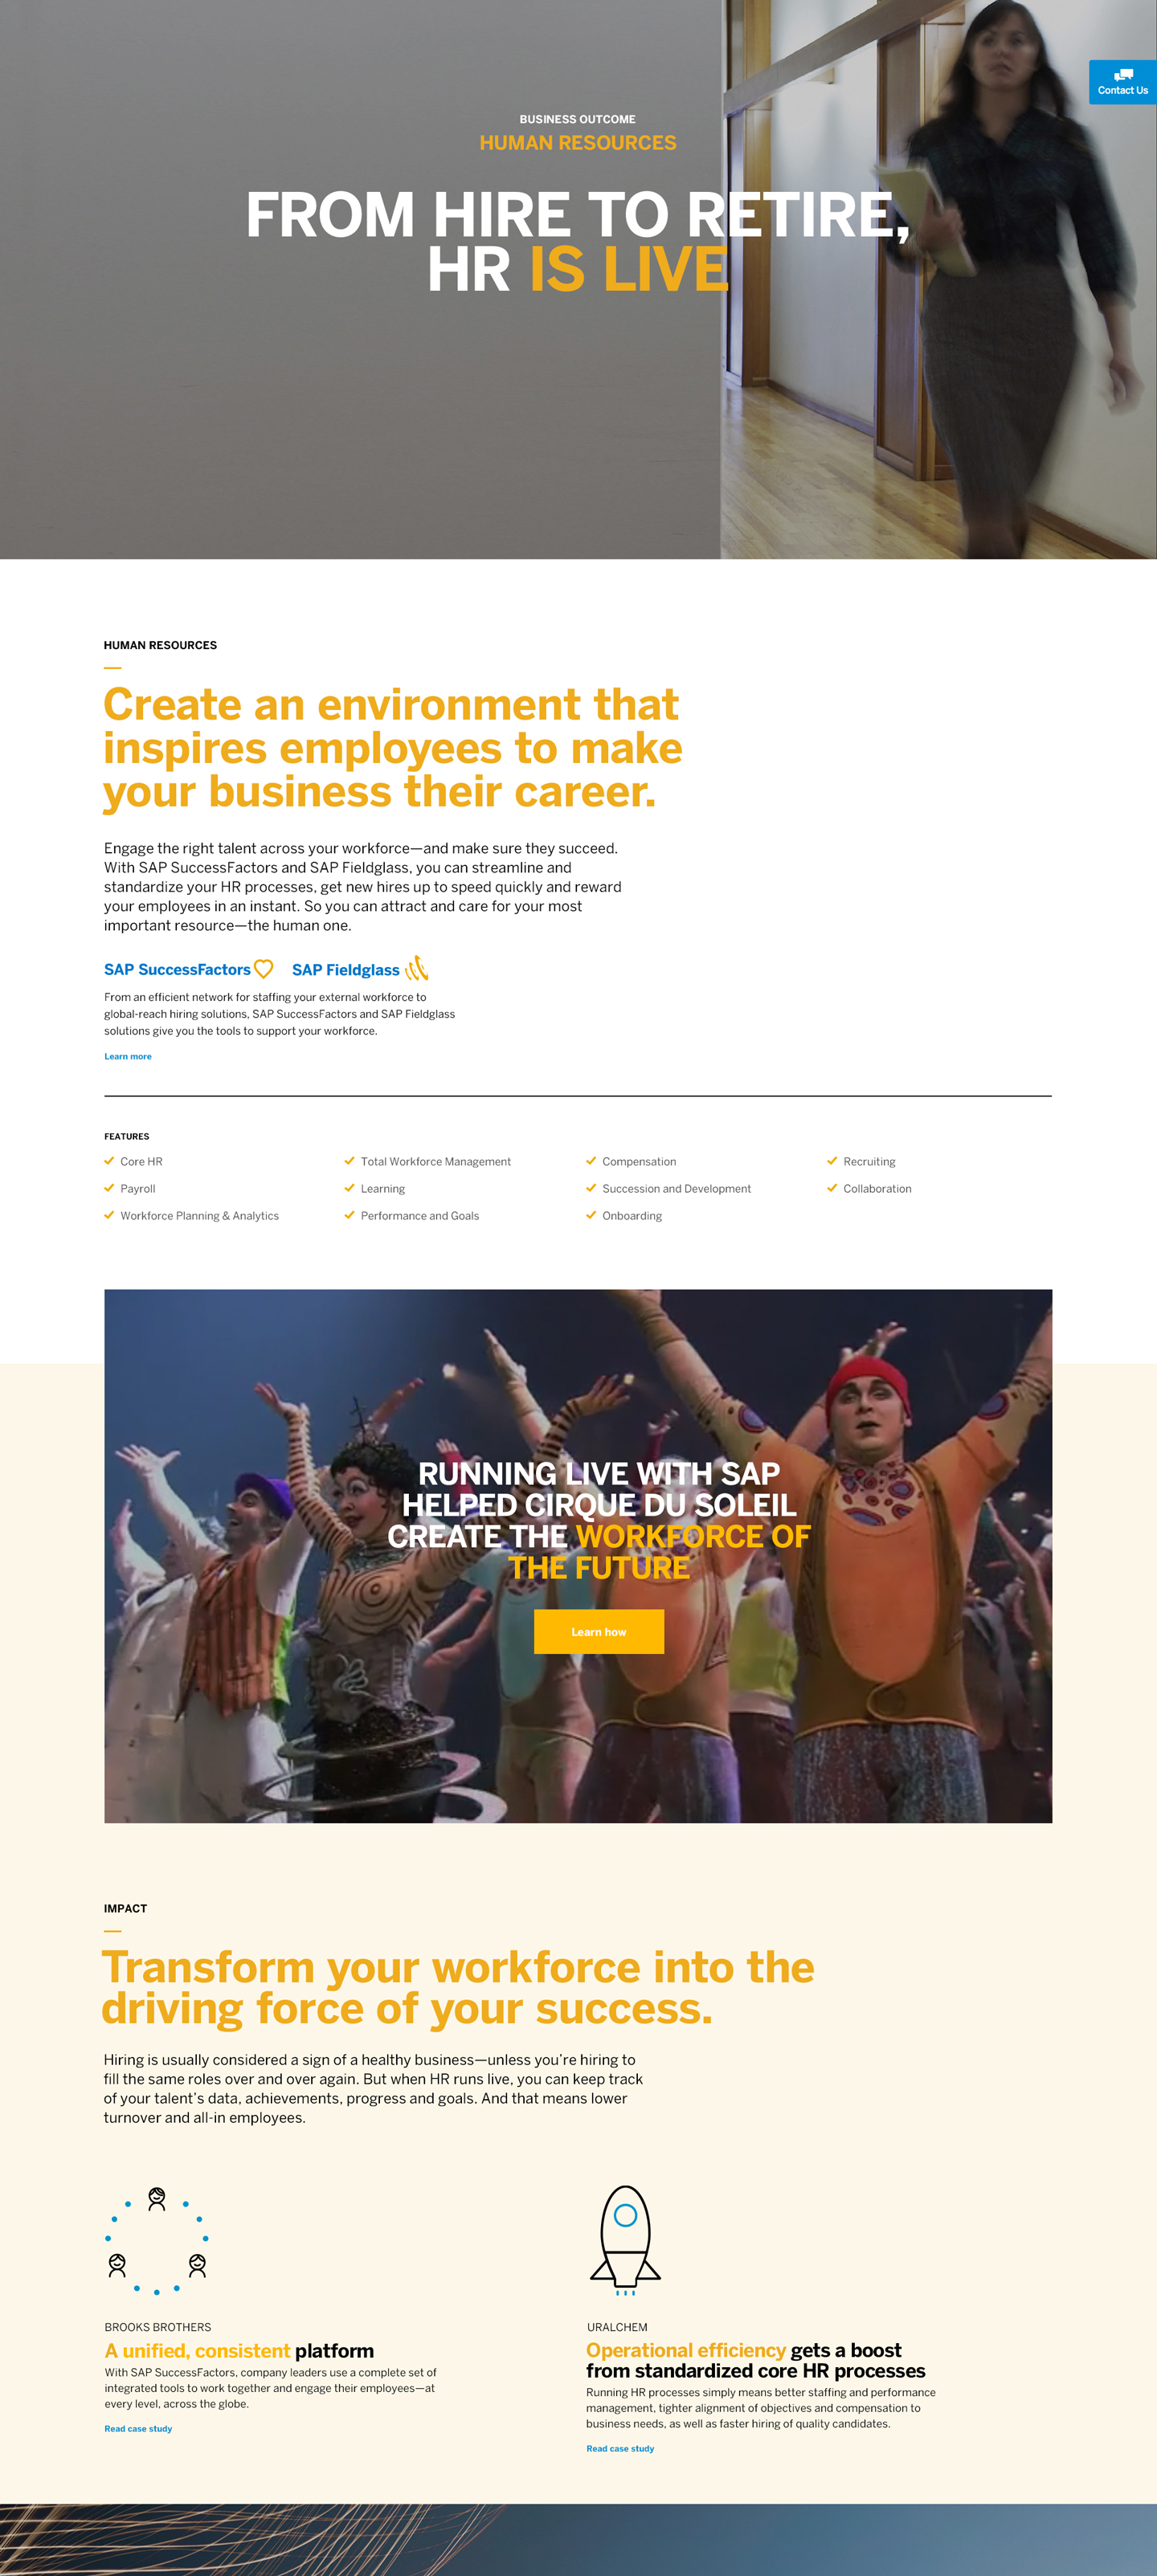 Contact Us
BUSINESS OUTCOME
HUMAN RESOURCES
FROM HIRE TO RETIRE,
HR IS LIVE
HUMAN RESOURCES
Create an environment that
inspires employees to make
your business their career.
Engage the right talent across your workforce—and make sure they succeed.
With SAP SuccessFactors and SAP Fieldglass, you can streamline and
standardize your HR processes, get new hires up to speed quickly and reward
your employees in an instant. So you can attract and care for your most
important resource—the human one.
SAP SuccessFactors SAP Fieldglass
From an efficient network for staffing your external workforce to
global-reach hiring solutions, SAP SuccessFactors and SAP Fieldglass
solutions give you the tools to support your workforce.
Learn more
FEATURES
Core HR Total Workforce Management Compensation Recruiting
Payroll Learning Succession and Development Collaboration
Workforce Planning & Analytics Performance and Goals Onboarding
RUNNING LIVE WITH SAP
HELPED CIRQUE DU SOLEIL
CREATE THE WORKFORCE OF
THE FUTURE
Learn how
IMPACT
Transform your workforce into the
driving force of your success.
Hiring is usually considered a sign of a healthy business—unless you’re hiring to
fill the same roles over and over again. But when HR runs live, you can keep track
of your talent’s data, achievements, progress and goals. And that means lower
turnover and all-in employees.
BROOKS BROTHERS
A unified, consistent platform
With SAP SuccessFactors, company leaders use a complete set of
integrated tools to work together and engage their employees—at
every level, across the globe.
Read case study
URALCHEM
Operational efficiency gets a boost
from standardized core HR processes
Running HR processes simply means better staffing and performance
management, tighter alignment of objectives and compensation to
business needs, as well as faster hiring of quality candidates.
Read case study